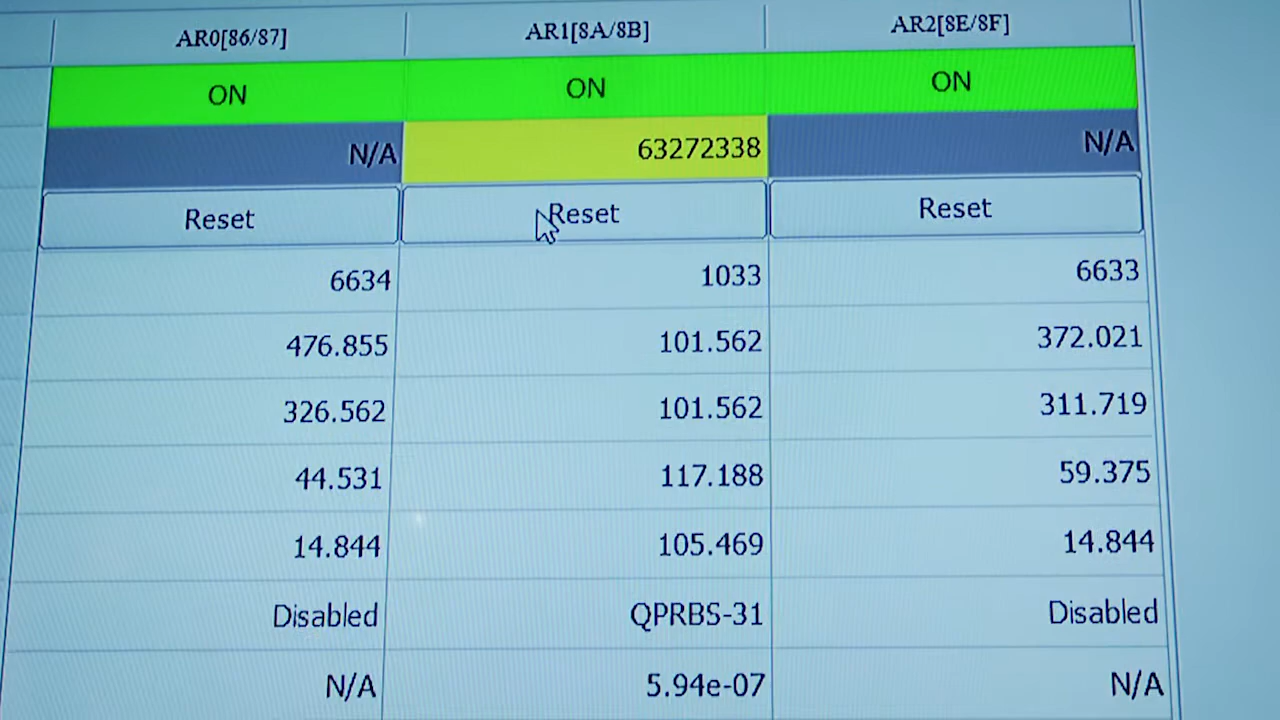 AR0[86/87] AR1[8A/8B] AR2[8E/8F]
ON ON ON
N/A 63272338 N/A
Reset Reset Reset
6634 1033 6633
476.855 101.562 372.021
326.562 101.562 311.719
44.531 117.188 59.375
14.844 105.469 14.844
Disabled QPRBS-31 Disabled
N/A 5.94e-07 N/A